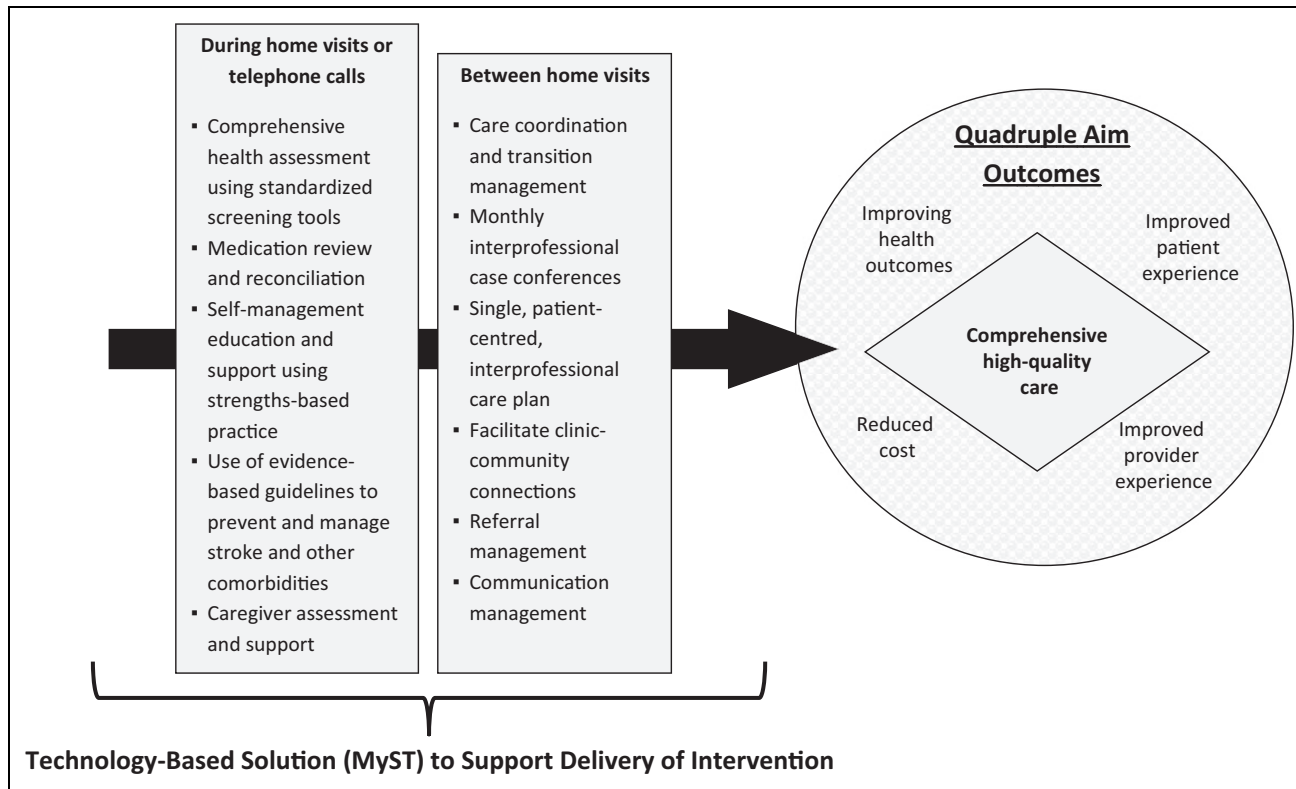 During home visits or
telephone calls
▪ Comprehensive
health assessment
using standardized
screening tools
▪ Medication review
and reconciliation
▪ Self-management
education and
support using
strengths-based
practice
▪ Use of evidence-
based guidelines to
prevent and manage
stroke and other
comorbidities
▪ Caregiver assessment
and support
Between home visits
▪ Care coordination
and transition
management
▪ Monthly
interprofessional
case conferences
▪ Single, patient-
centred,
interprofessional
care plan
▪ Facilitate clinic-
community
connections
▪ Referral
management
▪ Communication
management
Quadruple Aim
Outcomes
Improving
health
outcomes
Improved
patient
experience
Comprehensive
high-quality
care
Reduced
cost
Improved
provider
experience
Technology-Based Solution (MyST) to Support Delivery of Intervention